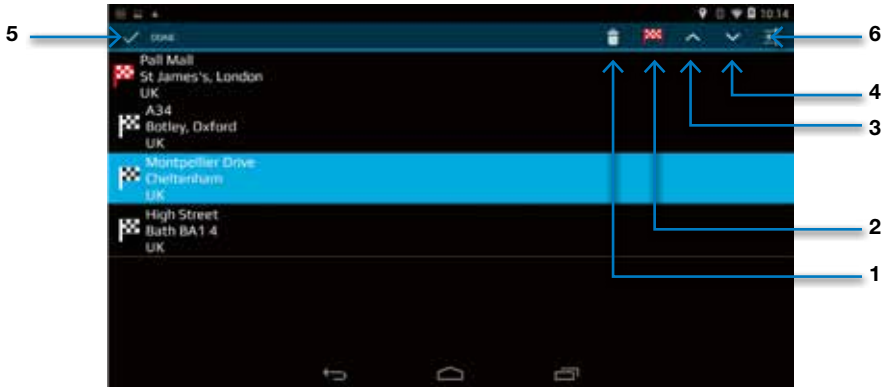 10:14
5
DONE
6
Pall Mall
St James's, London
UK
A34
Botley, Oxford
UK
Montpellier Drive
Cheltenham
UK
High Street
Bath BA1 4
UK
4
3
2
1